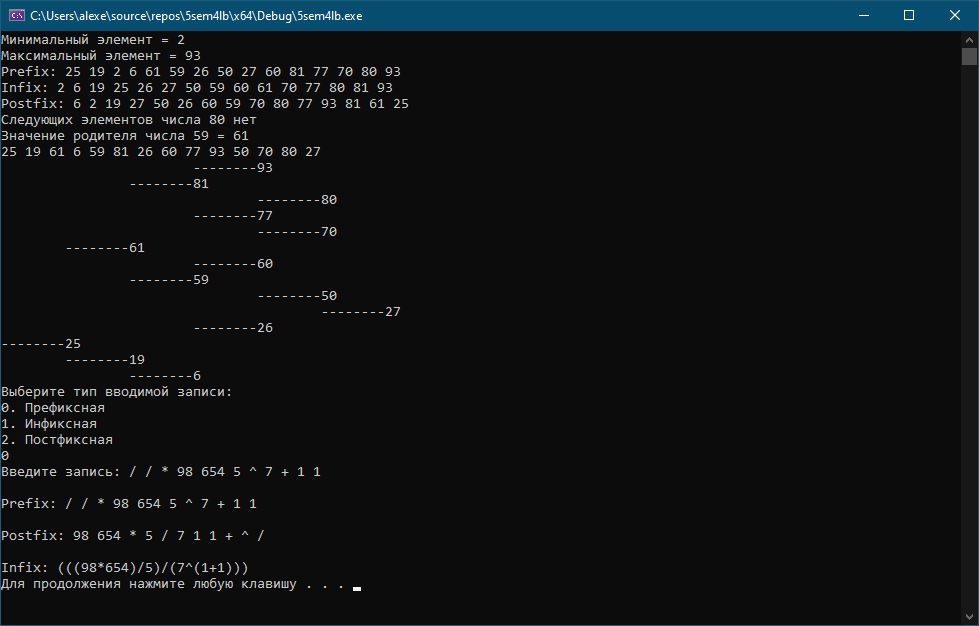 C:\Users\alexe\source\repos\5sem4lb\x64\Debug\5sem4lb.exe
Минимальный элемент = 2
Максимальный элемент = 93
Prefix: 25 19 2 6 61 59 26 50 27 60 81 77 70 80 93
Infix: 2 6 19 25 26 27 50 59 60 61 70 77 80 81 93
Postfix: 6 2 19 27 50 26 60 59 70 80 77 93 81 61 25
Следующих элементов числа 80 нет
Значение родителя числа 59 = 61
25 19 61 6 59 81 26 60 77 93 50 70 80 27
                        --------93
                --------81
                                --------80
                        --------77
                                --------70
        --------61
                        --------60
                --------59
                                --------50
                                        --------27
                        --------26
--------25
        --------19
                --------6
Выберите тип вводимой записи:
0. Префиксная
1. Инфиксная
2. Постфиксная
0
Введите запись: / / * 98 654 5 ^ 7 + 1 1
Prefix: / / * 98 654 5 ^ 7 + 1 1
Postfix: 98 654 * 5 / 7 1 1 + ^ /
Infix: (((98*654)/5)/(7^(1+1)))
Для продолжения нажмите любую клавишу . . .